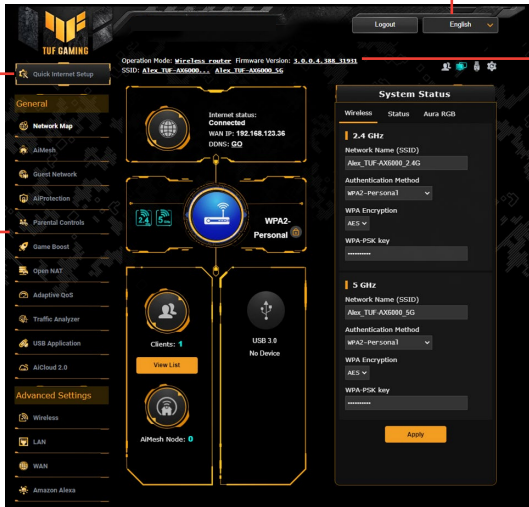 Logout
English
TUF GAMING
Quick Internet Setup
Operation Mode: Wireless router Firmware Version: 3.0.0.4.388_31931
SSID: Alex_TUF-AX6000... Alex_TUF-AX6000_5G
General
Network Map
AiMesh
Guest Network
AiProtection
Parental Controls
Game Boost
Open NAT
Adaptive QoS
Traffic Analyzer
USB Application
AiCloud 2.0
Advanced Settings
Wireless
LAN
WAN
Amazon Alexa
Internet status:
Connected
WAN IP: 192.168.123.36
DDNS: GO
2.4
5
WPA2-
Personal
Clients: 1
View List
AiMesh Node: 0
USB 3.0
No Device
System Status
Wireless Status Aura RGB
2.4 GHz
Network Name (SSID)
Alex_TUF-AX6000_2.4G
Authentication Method
WPA2-Personal
WPA Encryption
AES
WPA-PSK key
5 GHz
Network Name (SSID)
Alex_TUF-AX6000_5G
Authentication Method
WPA2-Personal
WPA Encryption
AES
WPA-PSK key
Apply